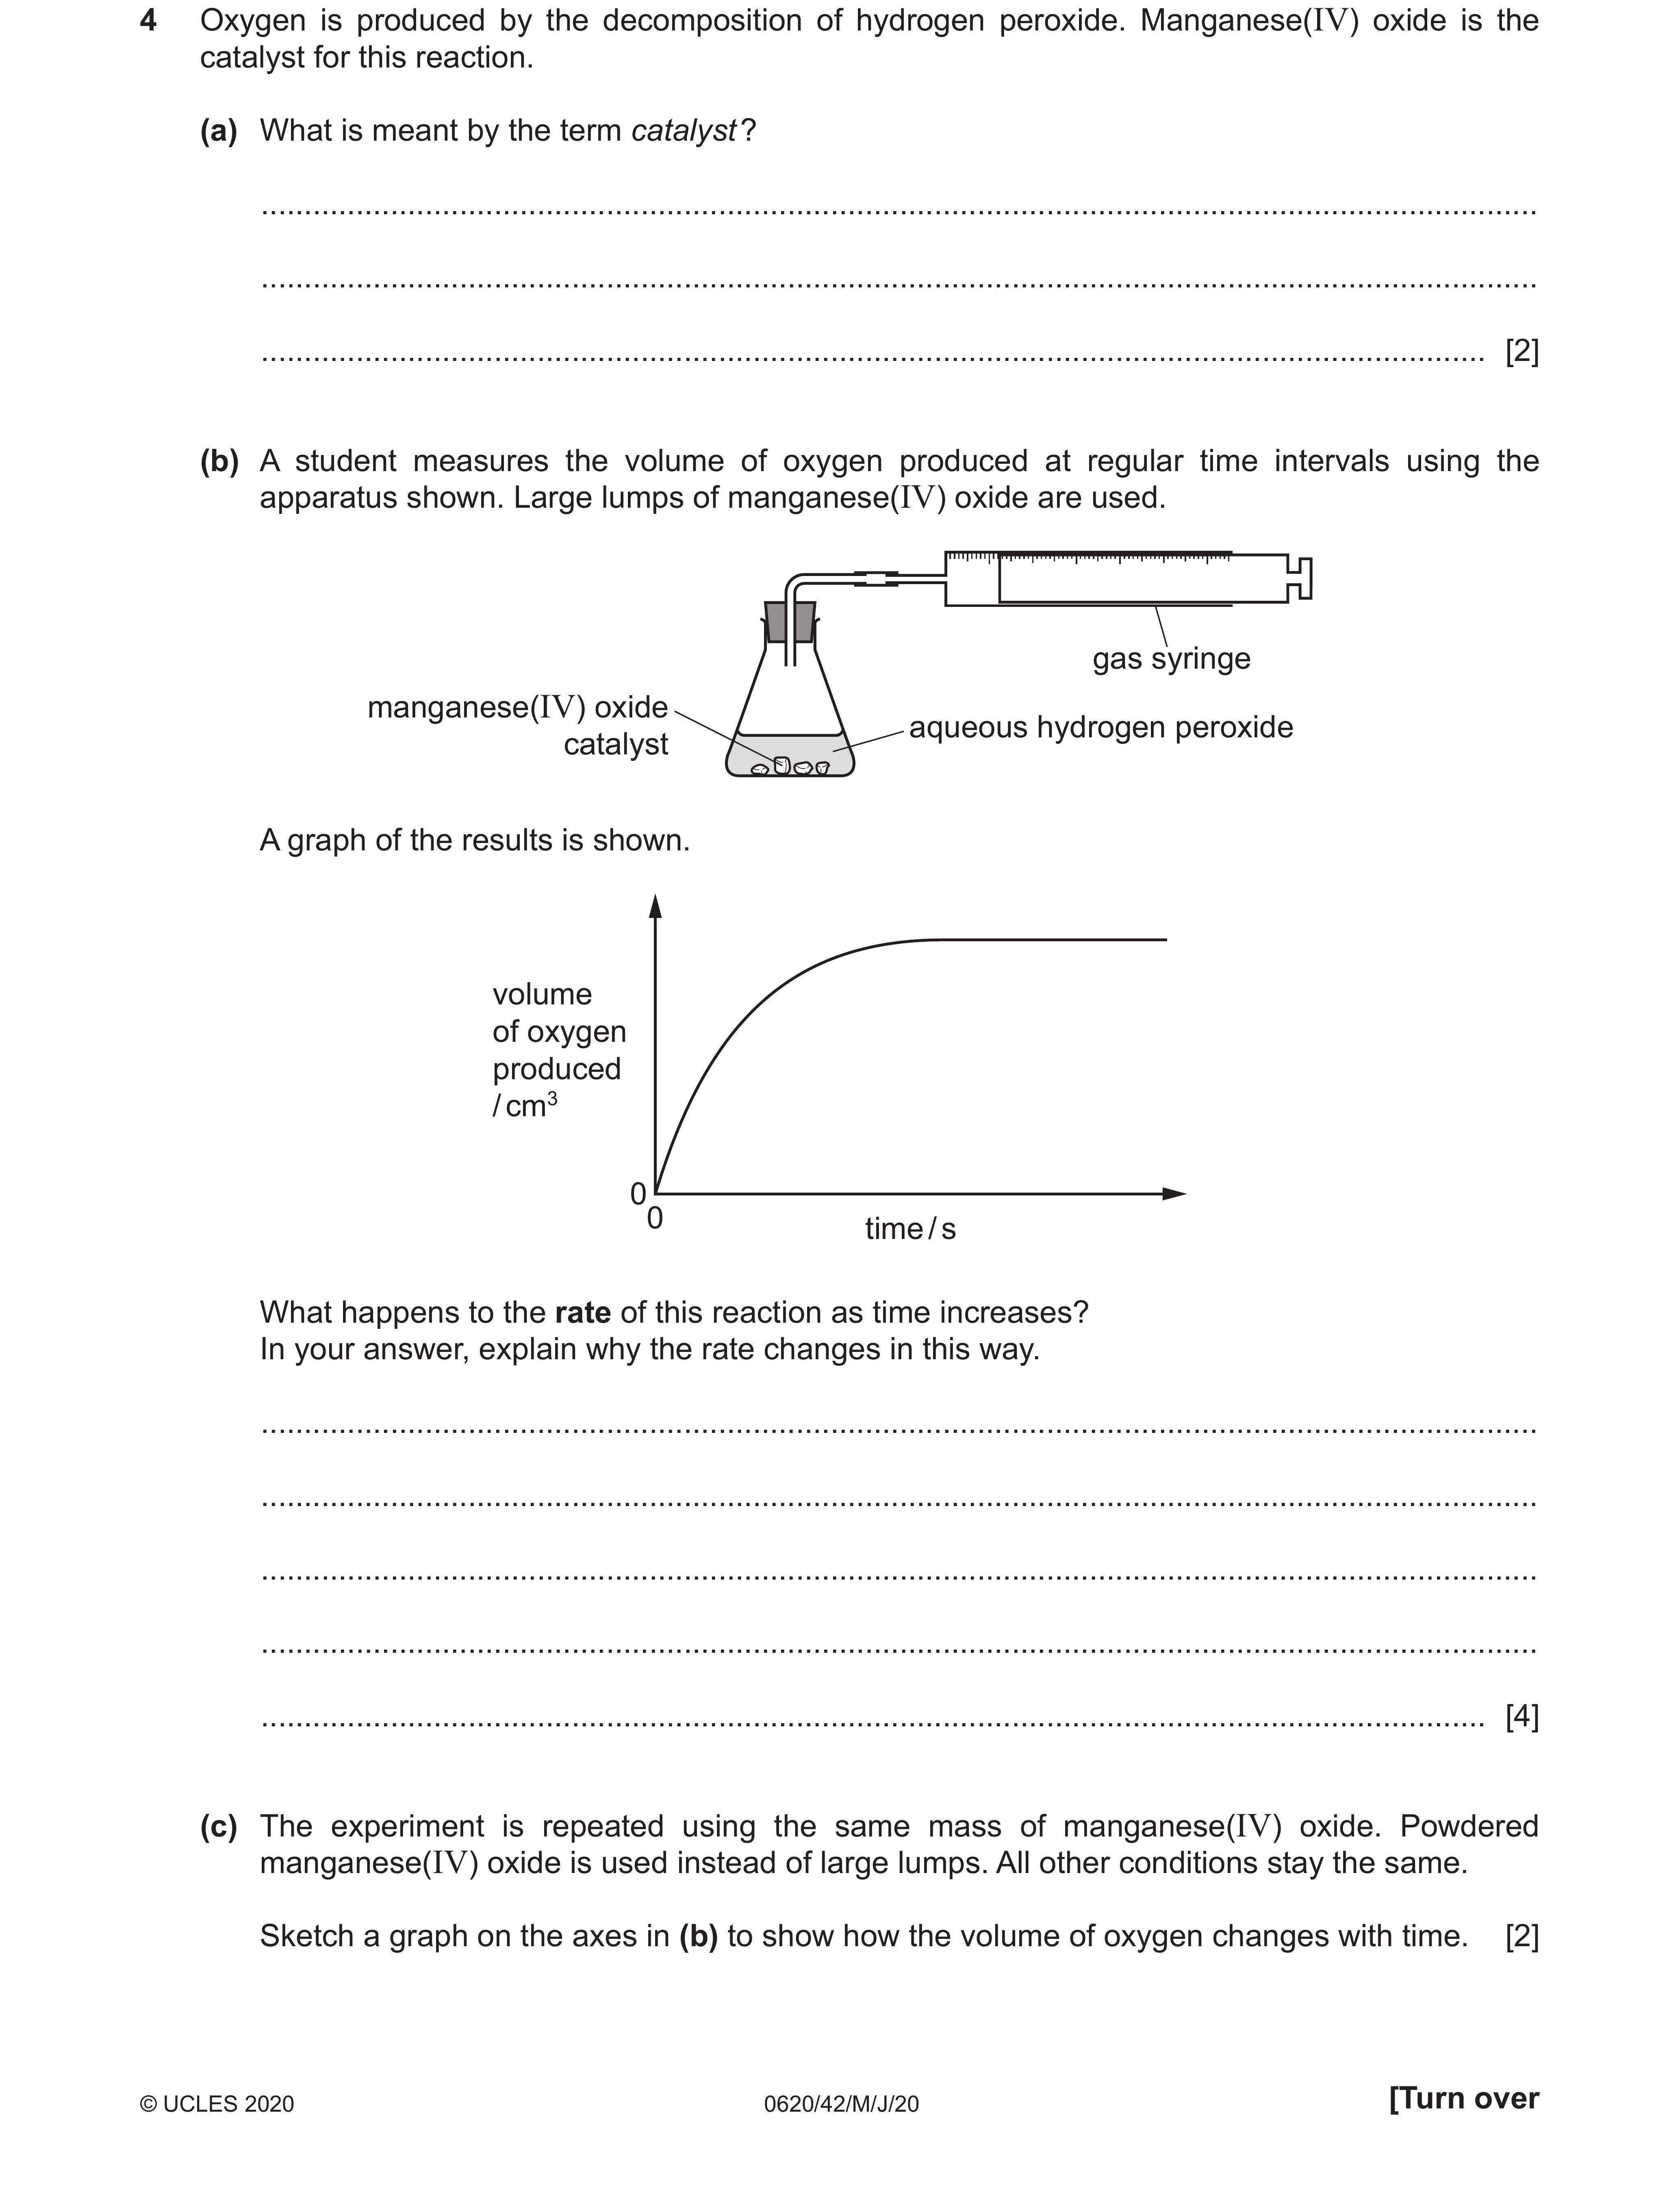 4 Oxygen is produced by the decomposition of hydrogen peroxide. Manganese(IV) oxide is the
catalyst for this reaction.
(a) What is meant by the term catalyst?
[2]
(b) A student measures the volume of oxygen produced at regular time intervals using the
apparatus shown. Large lumps of manganese(IV) oxide are used.
gas syringe
manganese(IV) oxide
catalyst
aqueous hydrogen peroxide
A graph of the results is shown.
volume
of oxygen
produced
/ cm³
0
0
time / s
What happens to the rate of this reaction as time increases?
In your answer, explain why the rate changes in this way.
[4]
(c) The experiment is repeated using the same mass of manganese(IV) oxide. Powdered
manganese(IV) oxide is used instead of large lumps. All other conditions stay the same.
Sketch a graph on the axes in (b) to show how the volume of oxygen changes with time. [2]
© UCLES 2020
0620/42/M/J/20
[Turn over